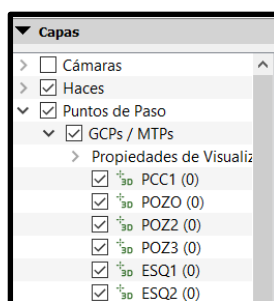 Capas
Cámaras
Haces
Puntos de Paso
GCPs / MTPs
Propiedades de Visualiz
3D PCC1 (0)
3D POZO (0)
3D POZ2 (0)
3D POZ3 (0)
3D ESQ1 (0)
3D ESQ2 (0)